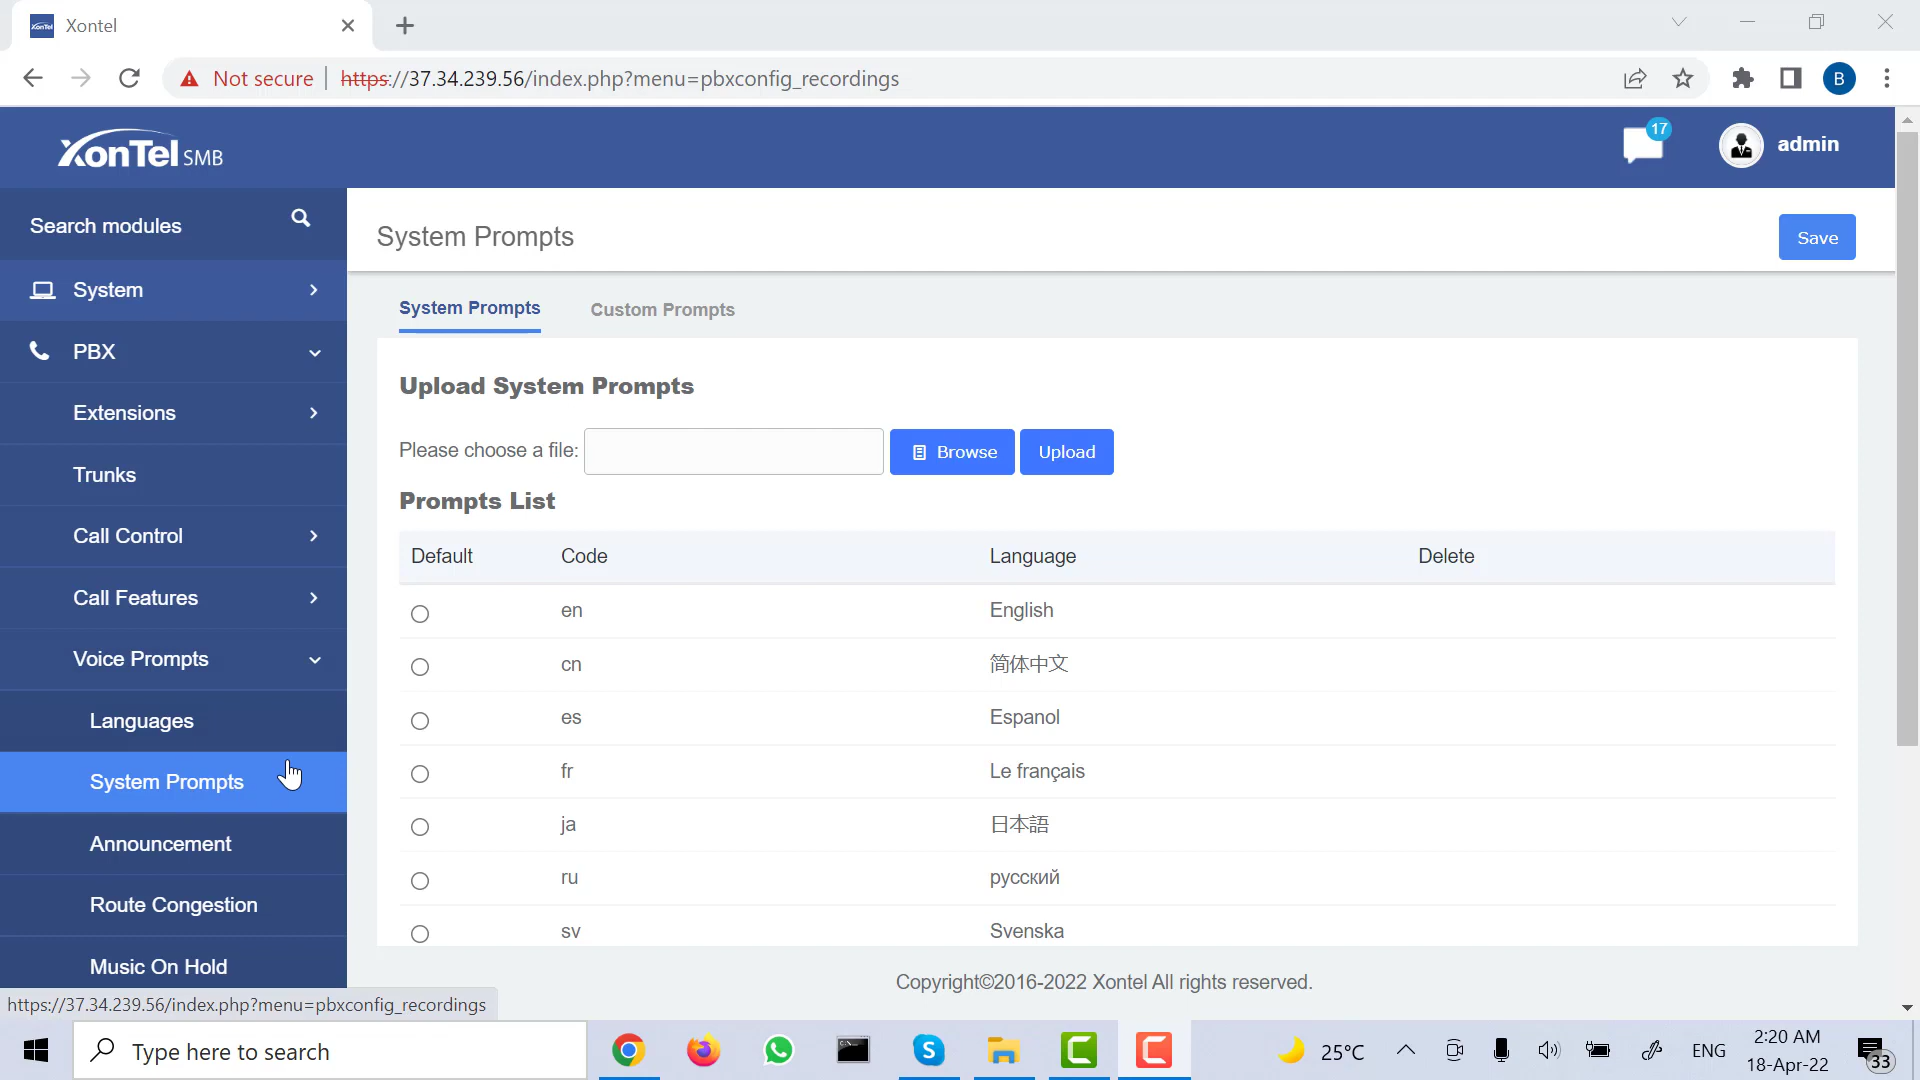 Xontel
Not secure
https://37.34.239.56/index.php?menu=pbxconfig_recordings
B
XonTel SMB
17
admin
Search modules
System
PBX
Extensions
Trunks
Call Control
Call Features
Voice Prompts
Languages
System Prompts
Announcement
Route Congestion
Music On Hold
System Prompts
Save
System Prompts
Custom Prompts
Upload System Prompts
Please choose a file:
Browse
Upload
Prompts List
Default Code Language Delete
en English
cn 简体中文
es Espanol
fr Le français
ja 日本語
ru русский
sv Svenska
Copyright©2016-2022 Xontel All rights reserved.
https://37.34.239.56/index.php?menu=pbxconfig_recordings
Type here to search
25°C
ENG
2:20 AM
18-Apr-22
33